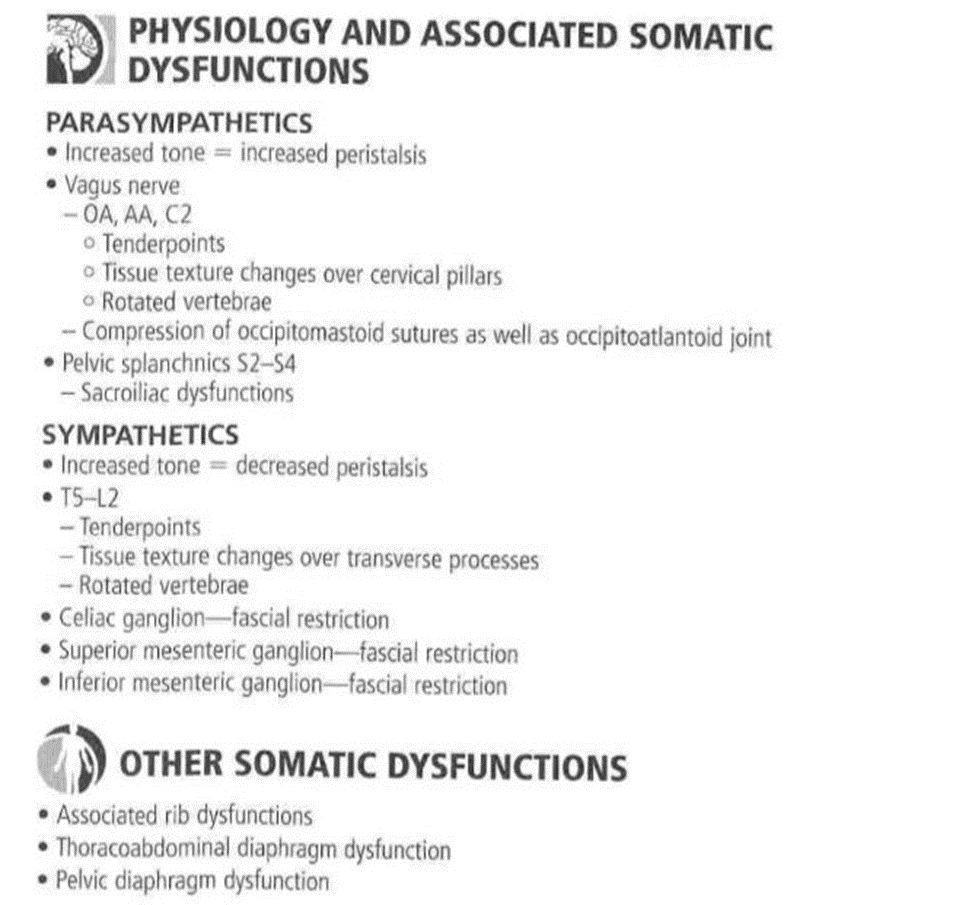 PHYSIOLOGY AND ASSOCIATED SOMATIC
DYSFUNCTIONS
PARASYMPATHETICS
• Increased tone = increased peristalsis
• Vagus nerve
– OA, AA, C2
○ Tenderpoints
○ Tissue texture changes over cervical pillars
○ Rotated vertebrae
– Compression of occipitomastoid sutures as well as occipitoatlantoid joint
• Pelvic splanchnics S2–S4
– Sacroiliac dysfunctions
SYMPATHETICS
• Increased tone = decreased peristalsis
• T5–L2
– Tenderpoints
– Tissue texture changes over transverse processes
– Rotated vertebrae
• Celiac ganglion—fascial restriction
• Superior mesenteric ganglion—fascial restriction
• Inferior mesenteric ganglion—fascial restriction
OTHER SOMATIC DYSFUNCTIONS
• Associated rib dysfunctions
• Thoracoabdominal diaphragm dysfunction
• Pelvic diaphragm dysfunction